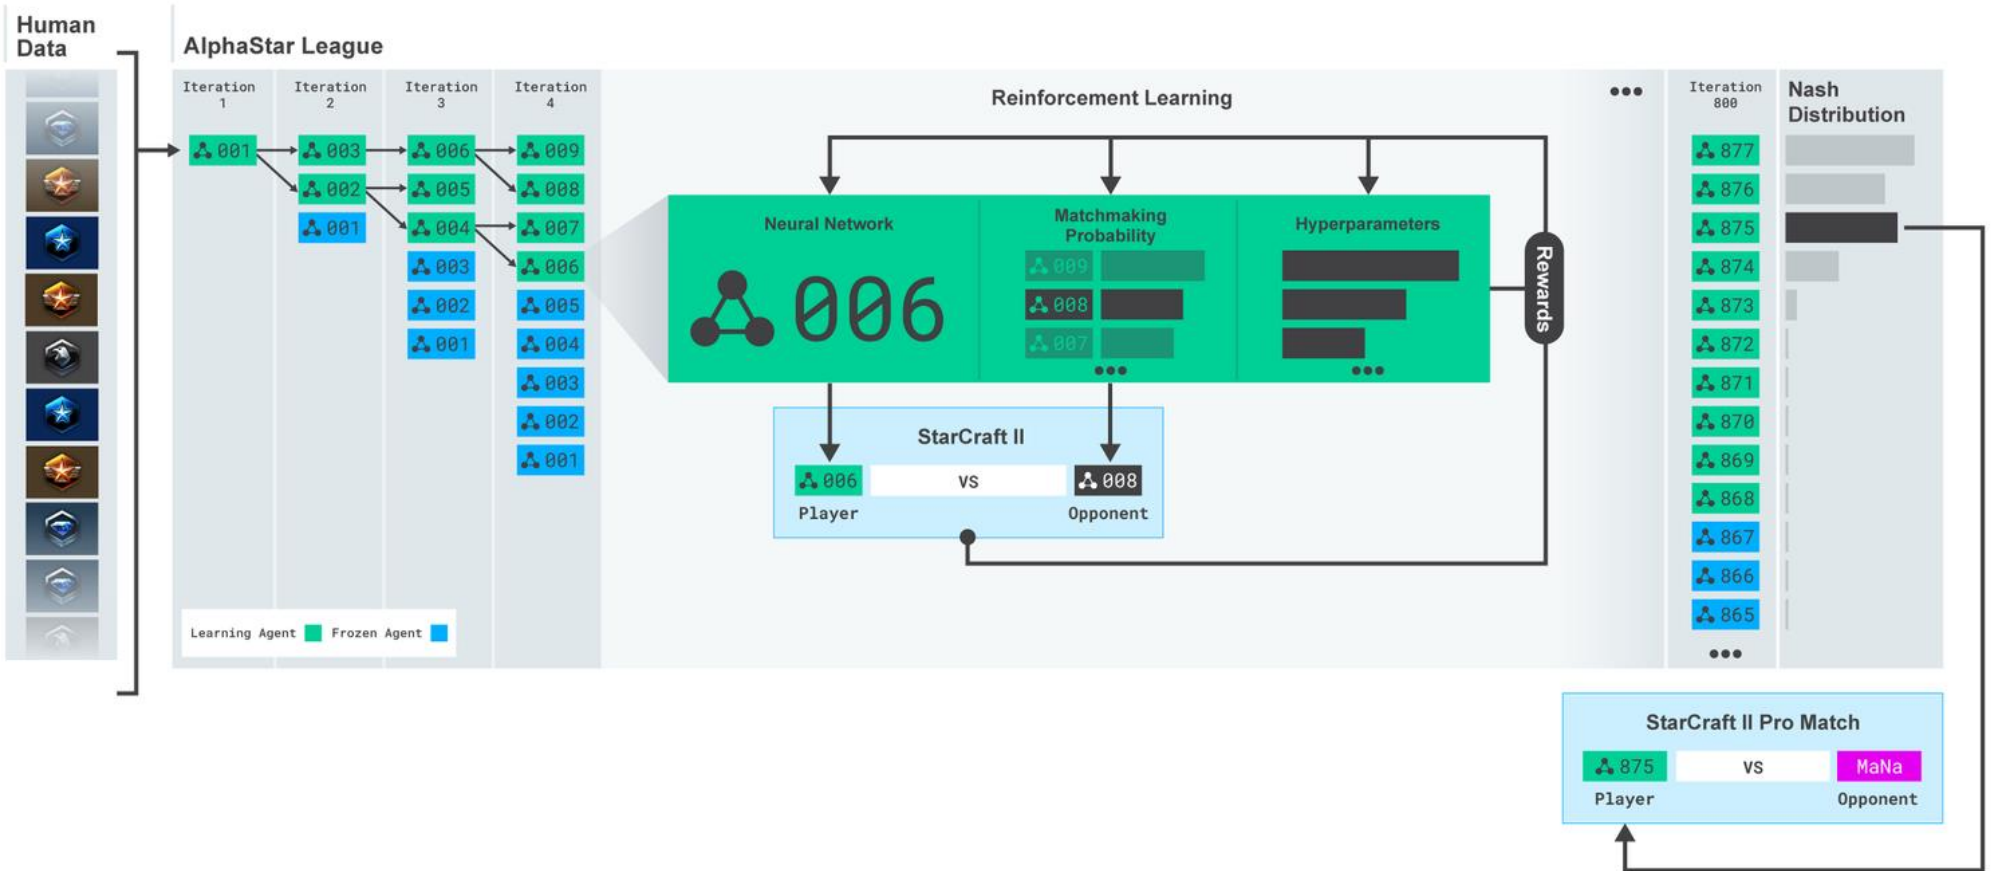 Human
Data
AlphaStar League
Iteration
1
001
Iteration
2
003
002
001
Iteration
3
006
005
004
003
002
001
Iteration
4
009
008
007
006
005
004
003
002
001
Learning Agent
Frozen Agent
Reinforcement Learning
Neural Network
006
Matchmaking
Probability
009
008
007
•••
Hyperparameters
•••
Rewards
StarCraft II
006 VS 008
Player Opponent
•••
Iteration
800
877
876
875
874
873
872
871
870
869
868
867
866
865
•••
Nash
Distribution
StarCraft II Pro Match
875 VS MaNa
Player Opponent